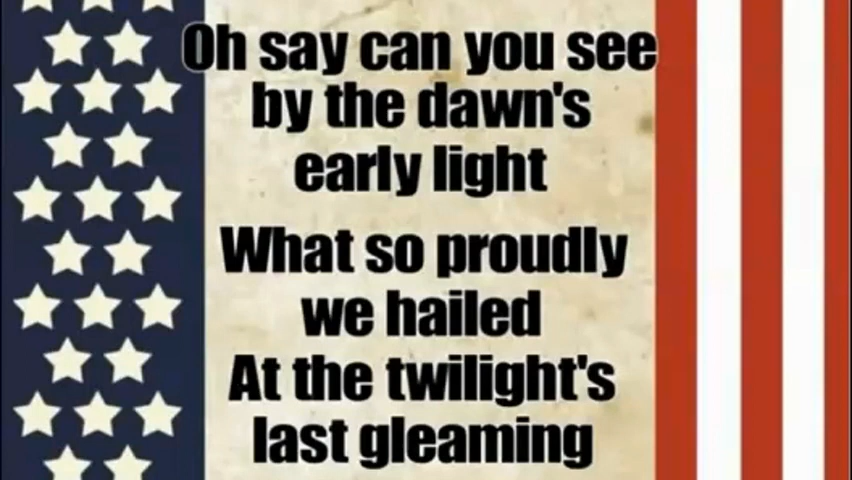 Oh say can you see
by the dawn's
early light
What so proudly
we hailed
At the twilight's
last gleaming